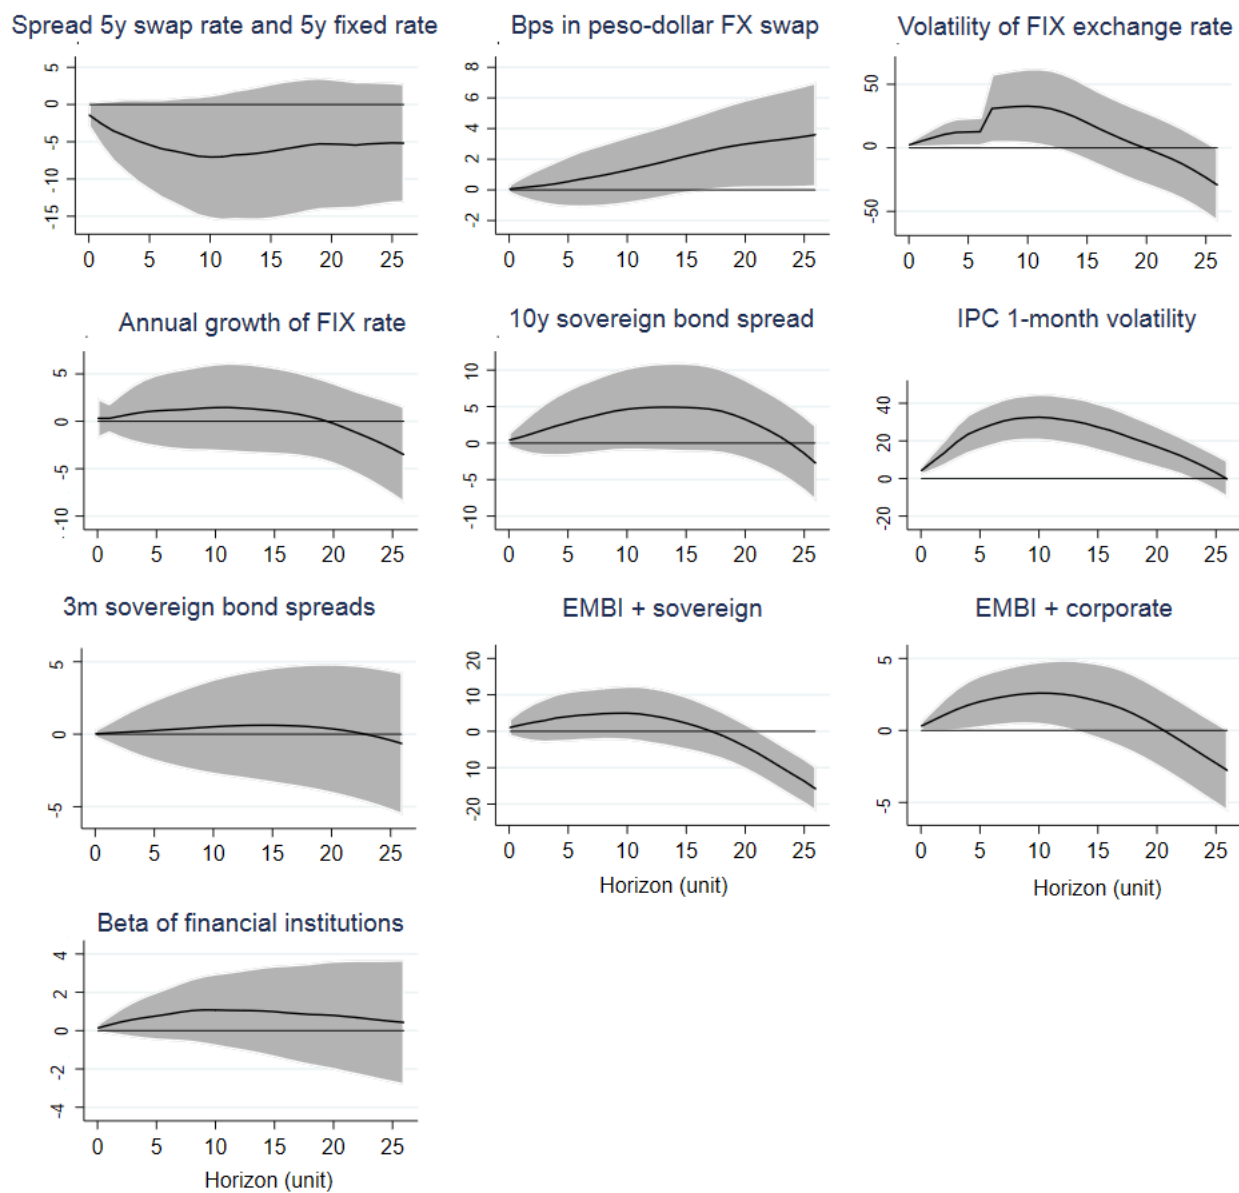 Spread 5y swap rate and 5y fixed rate
5
0
-5
-10
-15
0 5 10 15 20 25
Bps in peso-dollar FX swap
8
6
4
2
0
-2
0 5 10 15 20 25
Volatility of FIX exchange rate
50
0
-50
0 5 10 15 20 25
Annual growth of FIX rate
5
0
-5
-10
0 5 10 15 20 25
10y sovereign bond spread
10
5
0
-5
-10
0 5 10 15 20 25
IPC 1-month volatility
40
20
0
-20
0 5 10 15 20 25
3m sovereign bond spreads
5
0
-5
0 5 10 15 20 25
EMBI + sovereign
20
10
0
10
-20
0 5 10 15 20 25
Horizon (unit)
EMBI + corporate
5
0
-5
0 5 10 15 20 25
Horizon (unit)
Beta of financial institutions
4
2
0
-2
-4
0 5 10 15 20 25
Horizon (unit)